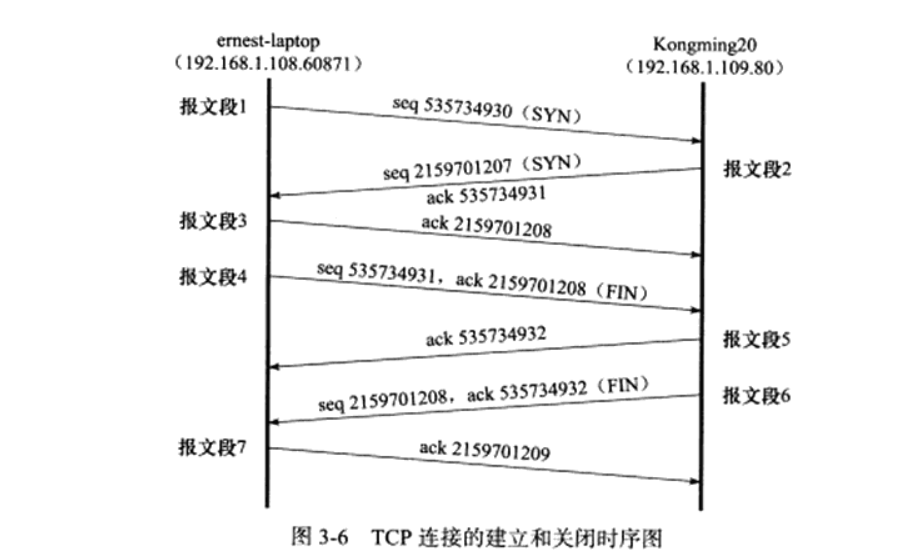 ernest-laptop
（192.168.1.108.60871）
Kongming20
（192.168.1.109.80）
报文段1
seq 535734930（SYN）
seq 2159701207（SYN）
ack 535734931
报文段2
报文段3
ack 2159701208
报文段4
seq 535734931，ack 2159701208（FIN）
ack 535734932
报文段5
seq 2159701208，ack 535734932（FIN）
报文段6
报文段7
ack 2159701209
图 3-6 TCP 连接的建立和关闭时序图